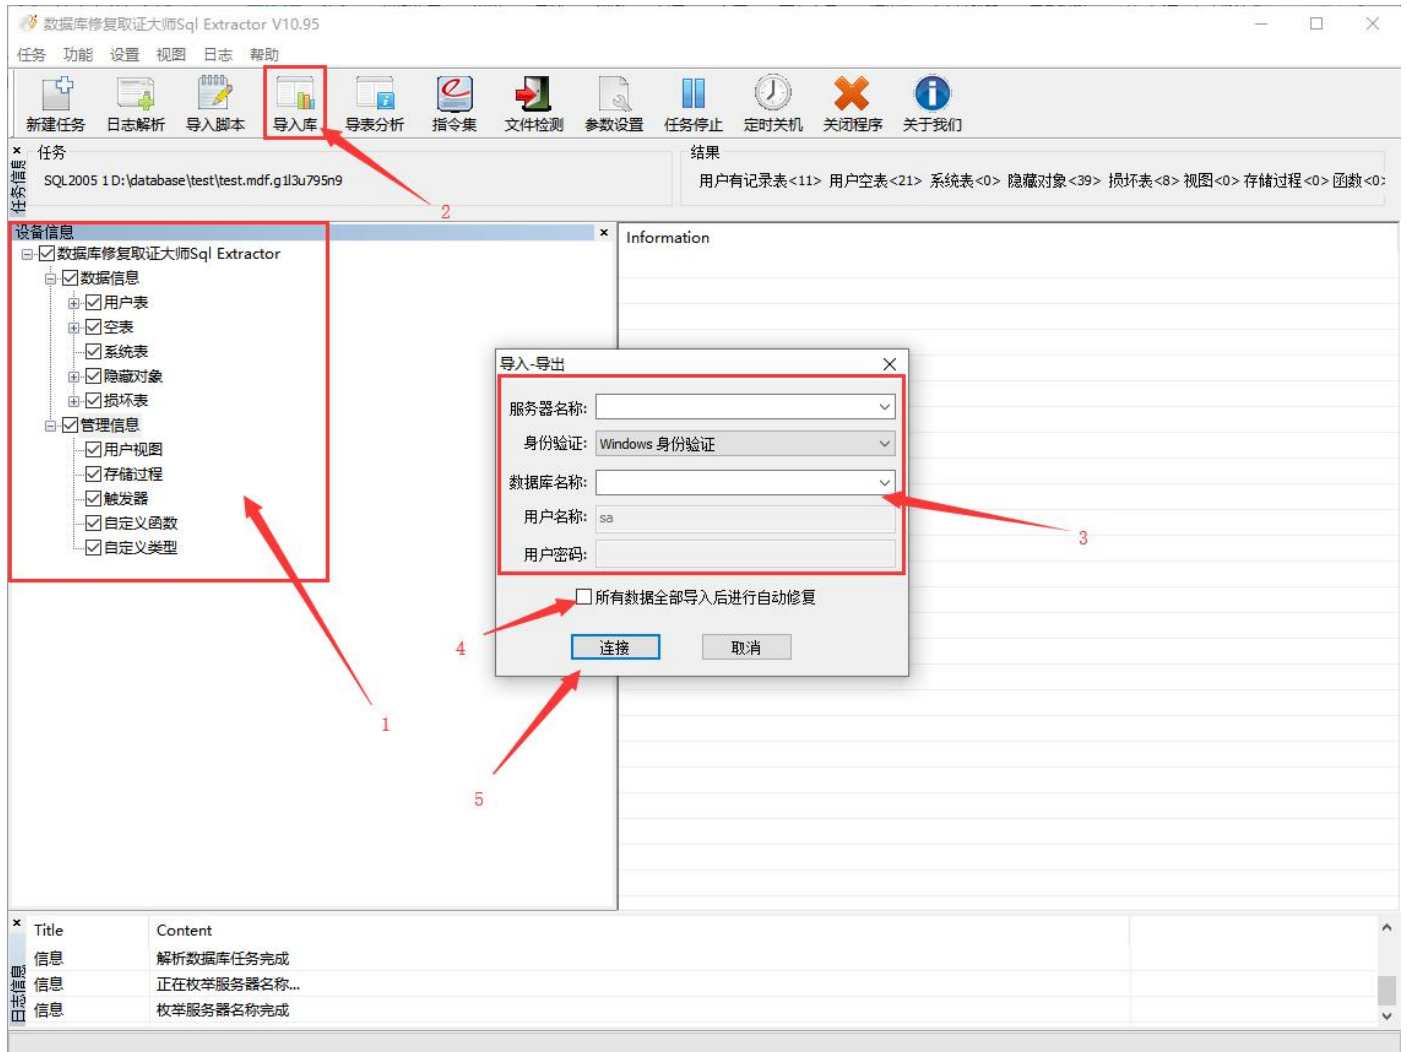 数据库修复取证大师Sql Extractor V10.95
任务 功能 设置 视图 日志 帮助
新建任务 日志解析 导入脚本 导入库 导表分析 指令集 文件检测 参数设置 任务停止 定时关机 关闭程序 关于我们
任务信息
任务
SQL2005 1 D:\database\test\test.mdf.g1l3u795n9
结果
用户有记录表<11> 用户空表<21> 系统表<0> 隐藏对象<39> 损坏表<8> 视图<0> 存储过程<0> 函数<0>
2
设备信息
数据库修复取证大师Sql Extractor
数据信息
用户表
空表
系统表
隐藏对象
损坏表
管理信息
用户视图
存储过程
触发器
自定义函数
自定义类型
1
Information
导入-导出
服务器名称:
身份验证: Windows 身份验证
数据库名称:
用户名称: sa
用户密码:
3
所有数据全部导入后进行自动修复
4
连接 取消
5
日志信息
Title Content
信息 解析数据库任务完成
信息 正在枚举服务器名称...
信息 枚举服务器名称完成